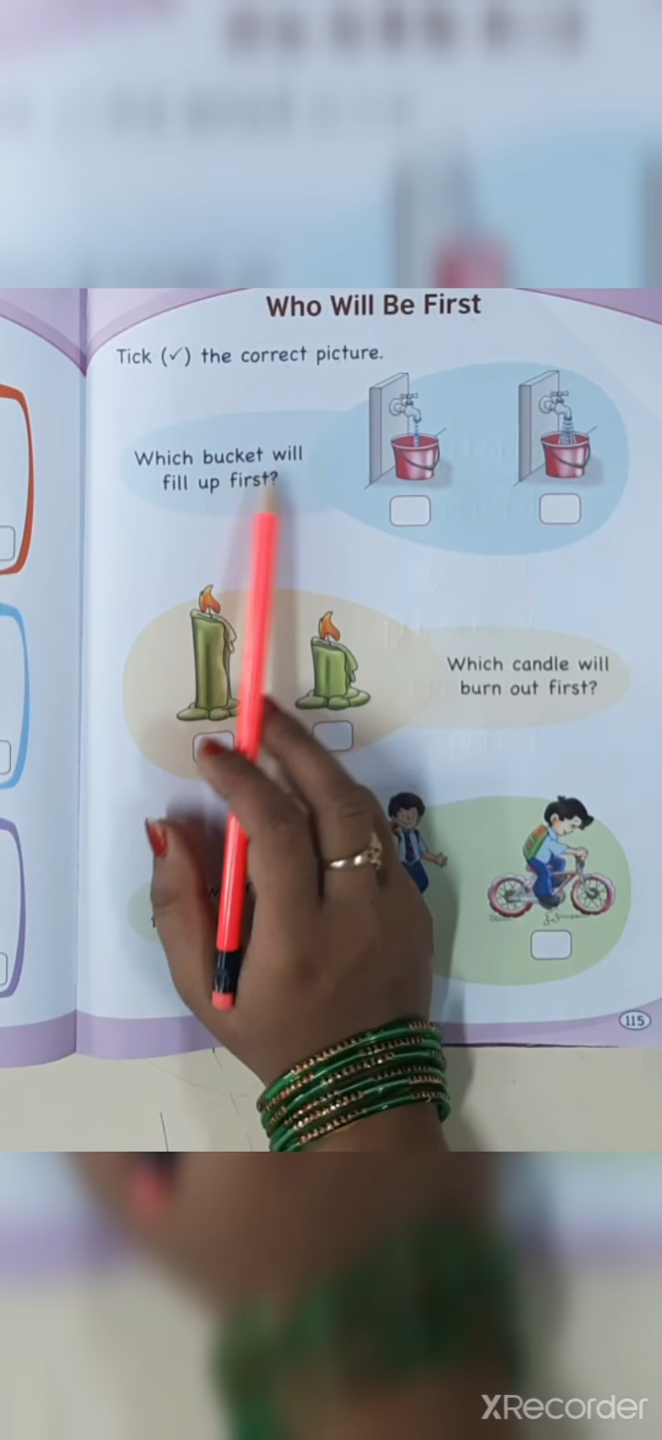 Who Will Be First
Tick (✓) the correct picture.
Which bucket will
fill up first?
Which candle will
burn out first?
115
XRecorder